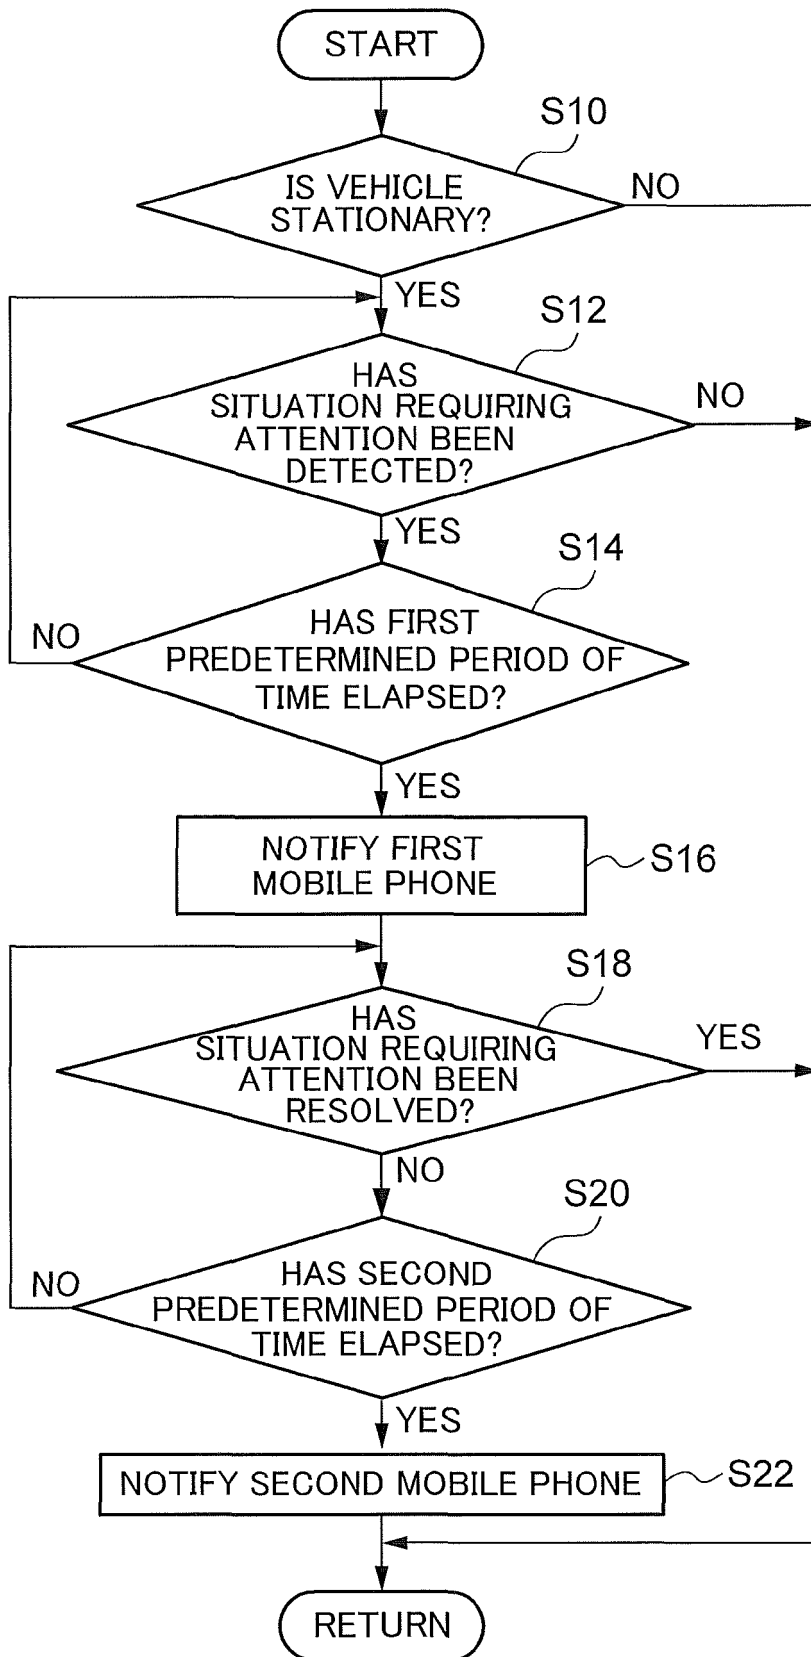 START
S10
IS VEHICLE
STATIONARY?
NO
YES
S12
HAS
SITUATION REQUIRING
ATTENTION BEEN
DETECTED?
NO
YES
S14
HAS FIRST
PREDETERMINED PERIOD OF
TIME ELAPSED?
NO
YES
NOTIFY FIRST
MOBILE PHONE
S16
S18
HAS
SITUATION REQUIRING
ATTENTION BEEN
RESOLVED?
YES
NO
S20
HAS SECOND
PREDETERMINED PERIOD OF
TIME ELAPSED?
NO
YES
NOTIFY SECOND MOBILE PHONE
S22
RETURN